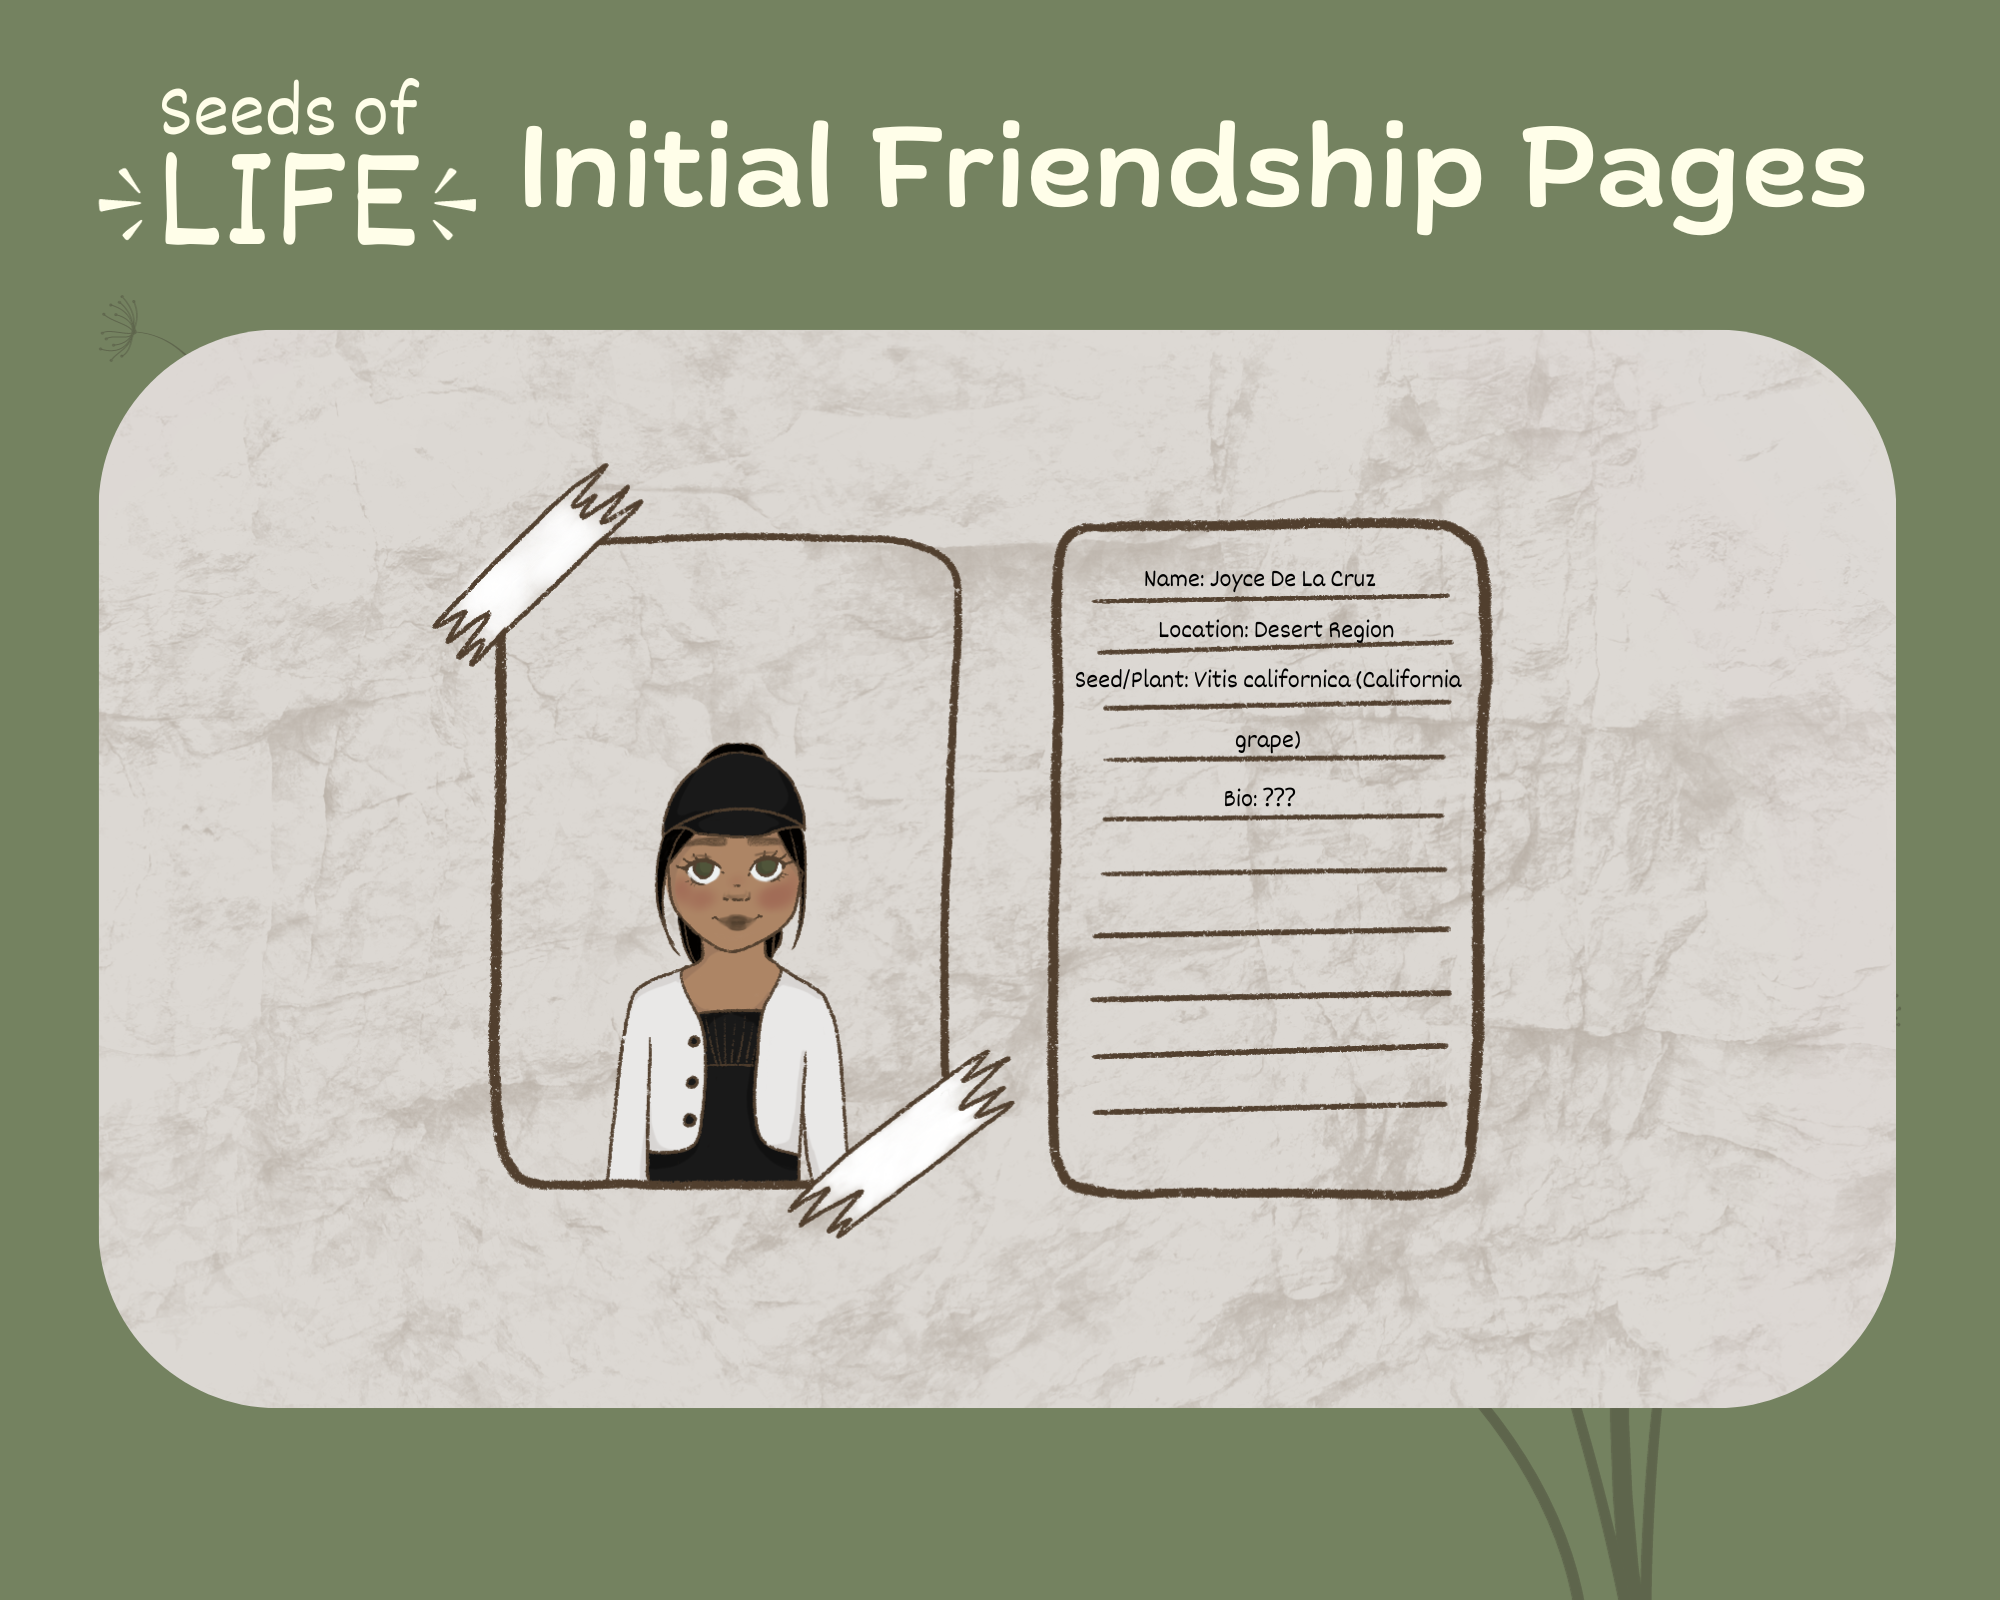 Seeds of
LIFE
Initial Friendship Pages
Name: Joyce De La Cruz
Location: Desert Region
Seed/Plant: Vitis californica (California
grape)
Bio: ???